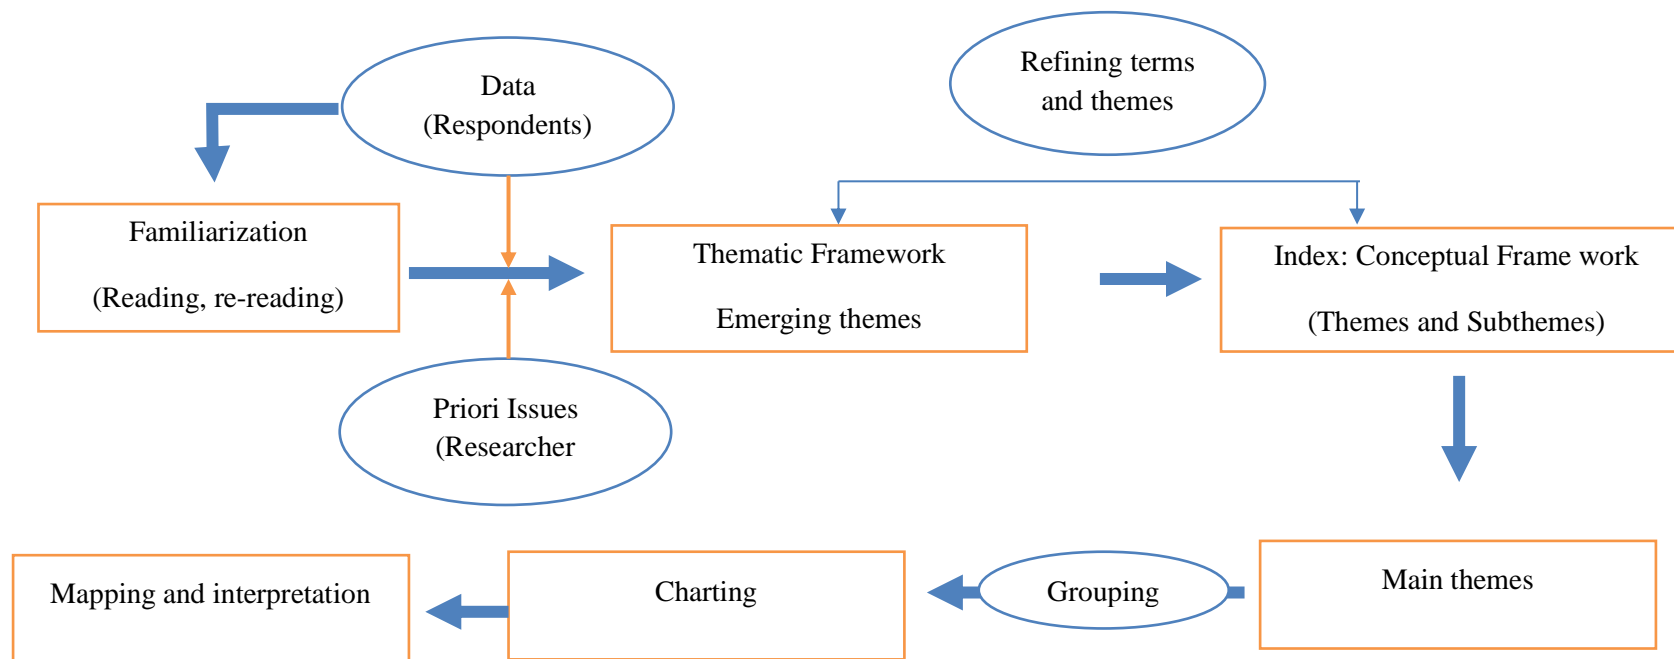 Data
(Respondents)
Refining terms
and themes
Familiarization
(Reading, re-reading)
Thematic Framework
Emerging themes
Index: Conceptual Frame work
(Themes and Subthemes)
Priori Issues
(Researcher
Mapping and interpretation
Charting
Grouping
Main themes